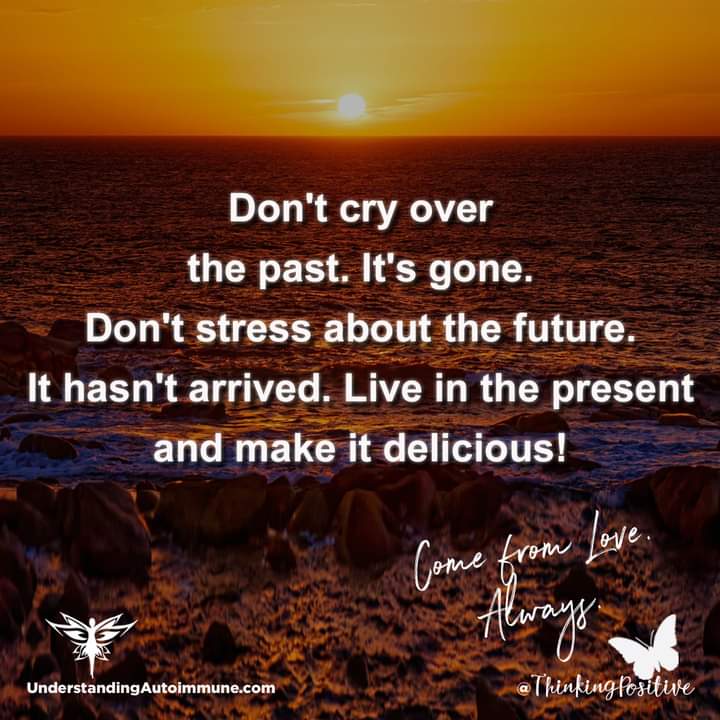 Don't cry over
the past. It's gone.
Don't stress about the future.
It hasn't arrived. Live in the present
and make it delicious!
Come from Love.
Always.
UnderstandingAutoimmune.com
@ThinkingPositive